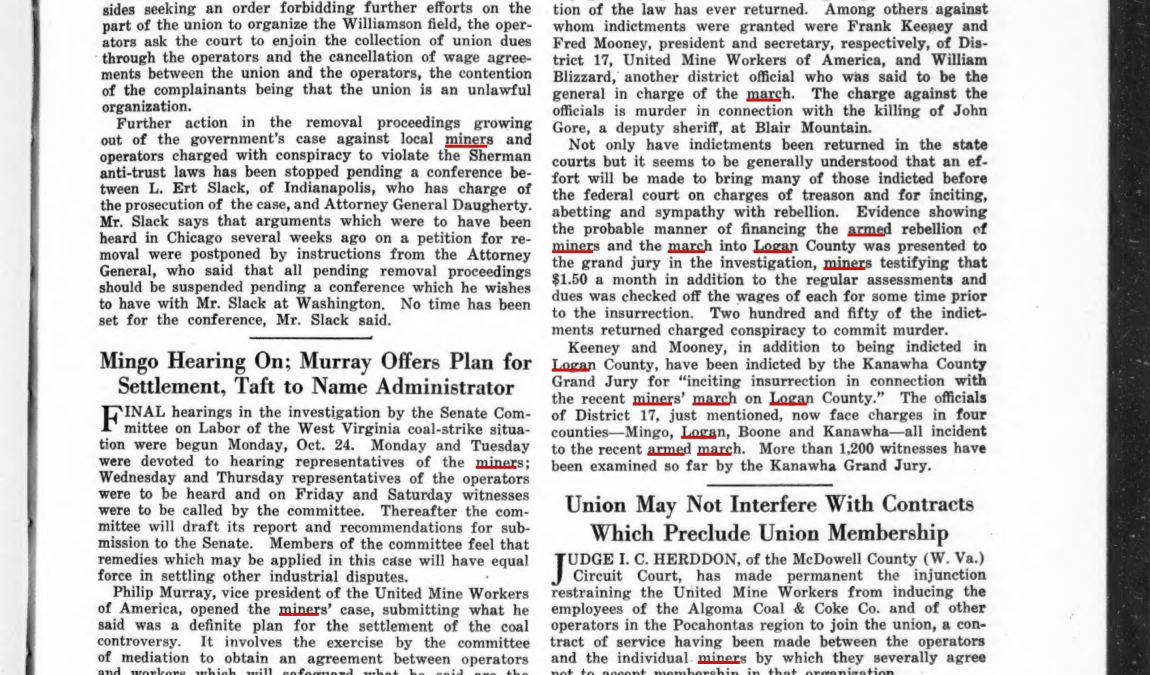 sides seeking an order forbidding further efforts on the
part of the union to organize the Williamson field, the oper-
ators ask the court to enjoin the collection of union dues
through the operators and the cancellation of wage agree-
ments between the union and the operators, the contention
of the complainants being that the union is an unlawful
organization.
Further action in the removal proceedings growing
out of the government's case against local miners and
operators charged with conspiracy to violate the Sherman
anti-trust laws has been stopped pending a conference be-
tween L. Ert Slack, of Indianapolis, who has charge of
the prosecution of the case, and Attorney General Daugherty.
Mr. Slack says that arguments which were to have been
heard in Chicago several weeks ago on a petition for re-
moval were postponed by instructions from the Attorney
General, who said that all pending removal proceedings
should be suspended pending a conference which he wishes
to have with Mr. Slack at Washington. No time has been
set for the conference, Mr. Slack said.
Mingo Hearing On; Murray Offers Plan for
Settlement, Taft to Name Administrator
FINAL hearings in the investigation by the Senate Com-
mittee on Labor of the West Virginia coal-strike situa-
tion were begun Monday, Oct. 24. Monday and Tuesday
were devoted to hearing representatives of the miners;
Wednesday and Thursday representatives of the operators
were to be heard and on Friday and Saturday witnesses
were to be called by the committee. Thereafter the com-
mittee will draft its report and recommendations for sub-
mission to the Senate. Members of the committee feel that
remedies which may be applied in this case will have equal
force in settling other industrial disputes.
Philip Murray, vice president of the United Mine Workers
of America, opened the miners' case, submitting what he
said was a definite plan for the settlement of the coal
controversy. It involves the exercise by the committee
of mediation to obtain an agreement between operators
and workers which will safeguard what he said are the
tion of the law has ever returned. Among others against
whom indictments were granted were Frank Keeney and
Fred Mooney, president and secretary, respectively, of Dis-
trict 17, United Mine Workers of America, and William
Blizzard, another district official who was said to be the
general in charge of the march. The charge against the
officials is murder in connection with the killing of John
Gore, a deputy sheriff, at Blair Mountain.
Not only have indictments been returned in the state
courts but it seems to be generally understood that an ef-
fort will be made to bring many of those indicted before
the federal court on charges of treason and for inciting,
abetting and sympathy with rebellion. Evidence showing
the probable manner of financing the armed rebellion of
miners and the march into Logan County was presented to
the grand jury in the investigation, miners testifying that
$1.50 a month in addition to the regular assessments and
dues was checked off the wages of each for some time prior
to the insurrection. Two hundred and fifty of the indict-
ments returned charged conspiracy to commit murder.
Keeney and Mooney, in addition to being indicted in
Logan County, have been indicted by the Kanawha County
Grand Jury for "inciting insurrection in connection with
the recent miners' march on Logan County." The officials
of District 17, just mentioned, now face charges in four
counties—Mingo, Logan, Boone and Kanawha—all incident
to the recent armed march. More than 1,200 witnesses have
been examined so far by the Kanawha Grand Jury.
Union May Not Interfere With Contracts
Which Preclude Union Membership
JUDGE I. C. HERDDON, of the McDowell County (W. Va.)
Circuit Court, has made permanent the injunction
restraining the United Mine Workers from inducing the
employees of the Algoma Coal & Coke Co. and of other
operators in the Pocahontas region to join the union, a con-
tract of service having been made between the operators
and the individual miners by which they severally agree
not to accept membership in that organization.